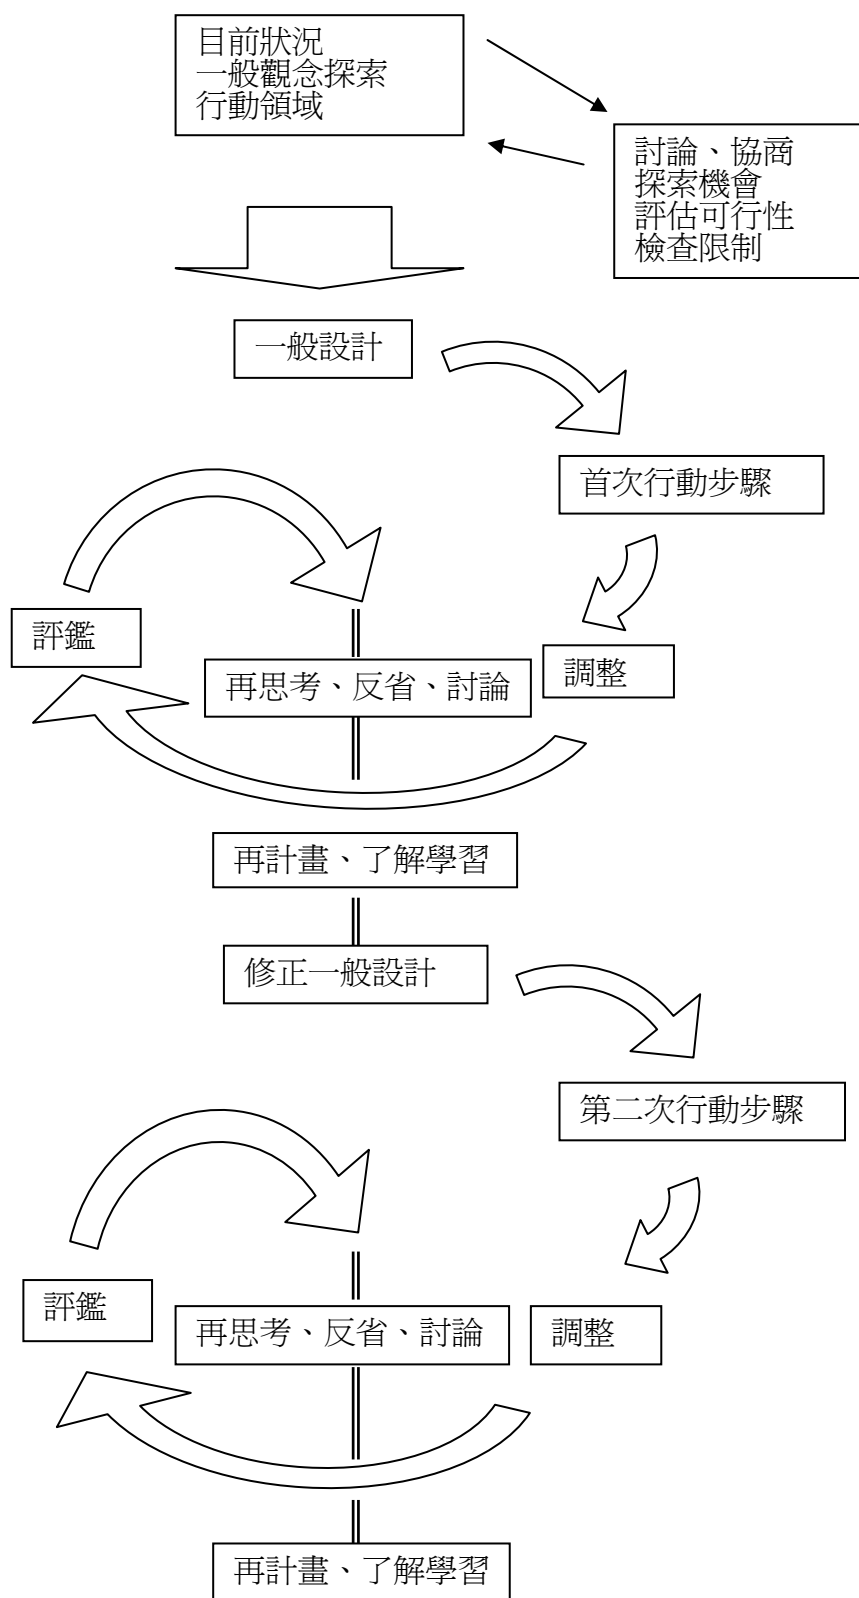 目前狀況
一般觀念探索
行動領域
討論、協商
探索機會
評估可行性
檢查限制
一般設計
首次行動步驟
評鑑
再思考、反省、討論
調整
再計畫、了解學習
修正一般設計
第二次行動步驟
評鑑
再思考、反省、討論
調整
再計畫、了解學習